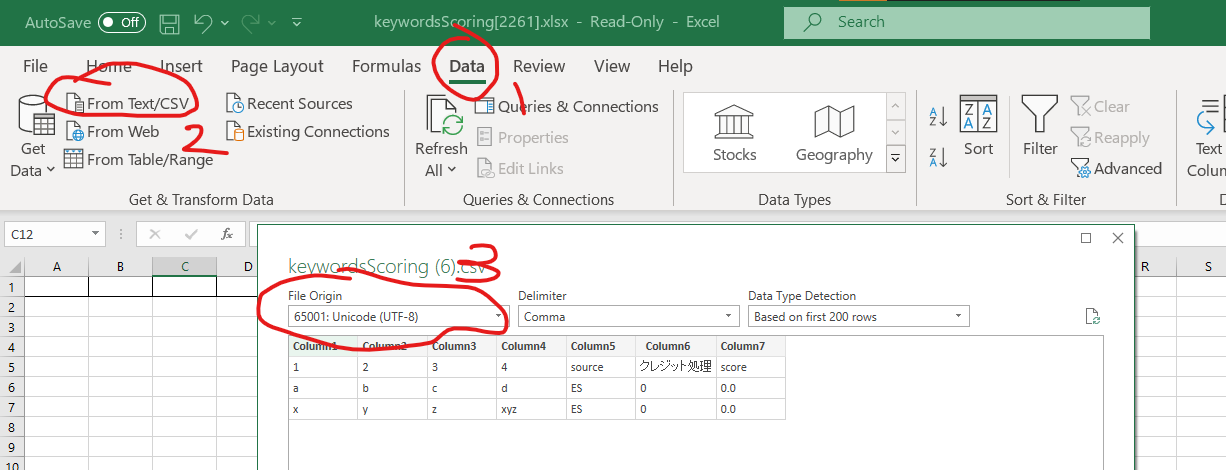 AutoSave Off keywordsScoring[2261].xlsx - Read-Only - Excel Search
File Home Insert Page Layout Formulas Data Review View Help
1
Get Data
From Text/CSV
From Web
From Table/Range
2
Recent Sources
Existing Connections
Get & Transform Data
Refresh All
Queries & Connections
Properties
Edit Links
Queries & Connections
Stocks Geography
Data Types
A Z
Z A
Sort
Filter
Clear
Reapply
Advanced
Sort & Filter
Text
Colun
C12 fx
A B C D R S
1
2
3
4
5
6
7
8
9
10
keywordsScoring (6).csv
3
File Origin Delimiter Data Type Detection
65001: Unicode (UTF-8) Comma Based on first 200 rows
Column1 Column2 Column3 Column4 Column5 Column6 Column7
1 2 3 4 source クレジット処理 score
a b c d ES 0 0.0
x y z xyz ES 0 0.0